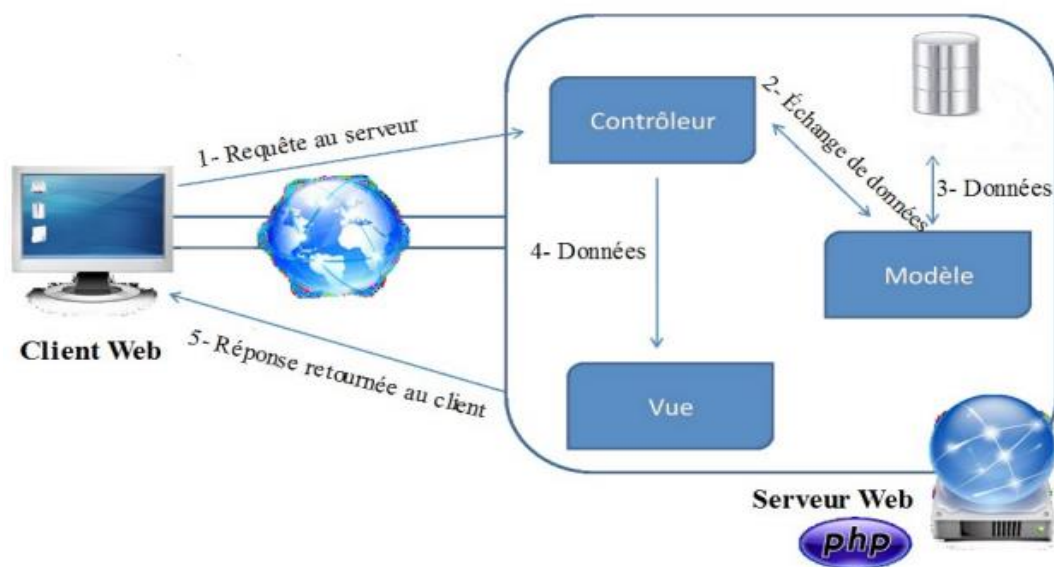 1- Requête au serveur
Contrôleur
2- Échange de données
3- Données
4- Données
Modèle
Client Web
5- Réponse retournée au client
Vue
Serveur Web
php